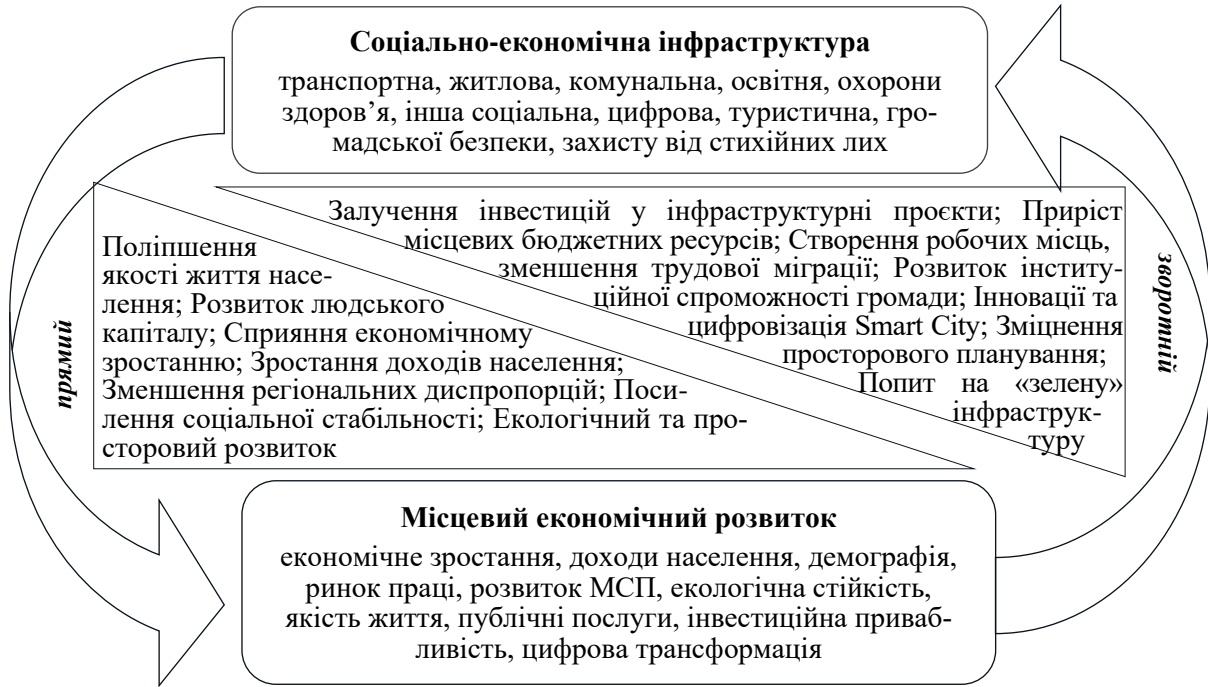 Соціально-економічна інфраструктура
транспортна, житлова, комунальна, освітня, охорони
здоров’я, інша соціальна, цифрова, туристична, гро-
мадської безпеки, захисту від стихійних лих
Залучення інвестицій у інфраструктурні проєкти; Приріст
місцевих бюджетних ресурсів; Створення робочих місць,
зменшення трудової міграції; Розвиток інститу-
ційної спроможності громади; Інновації та
цифровізація Smart City; Зміцнення
просторового планування;
Попит на «зелену»
інфраструк-
туру
Поліпшення
якості життя насе-
лення; Розвиток людського
капіталу; Сприяння економічному
зростанню; Зростання доходів населення;
Зменшення регіональних диспропорцій; Поси-
лення соціальної стабільності; Екологічний та про-
сторовий розвиток
прямий
зворотній
Місцевий економічний розвиток
економічне зростання, доходи населення, демографія,
ринок праці, розвиток МСП, екологічна стійкість,
якість життя, публічні послуги, інвестиційна приваб-
ливість, цифрова трансформація